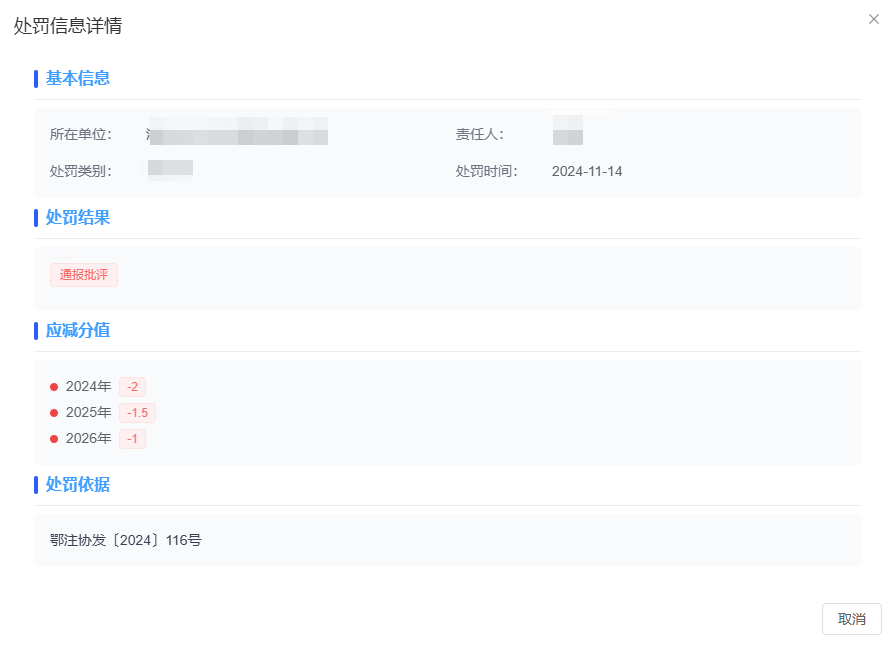 处罚信息详情
基本信息
所在单位： 责任人：
处罚类别： 处罚时间： 2024-11-14
处罚结果
通报批评
应减分值
2024年 -2
2025年 -1.5
2026年 -1
处罚依据
鄂注协发〔2024〕116号
取消